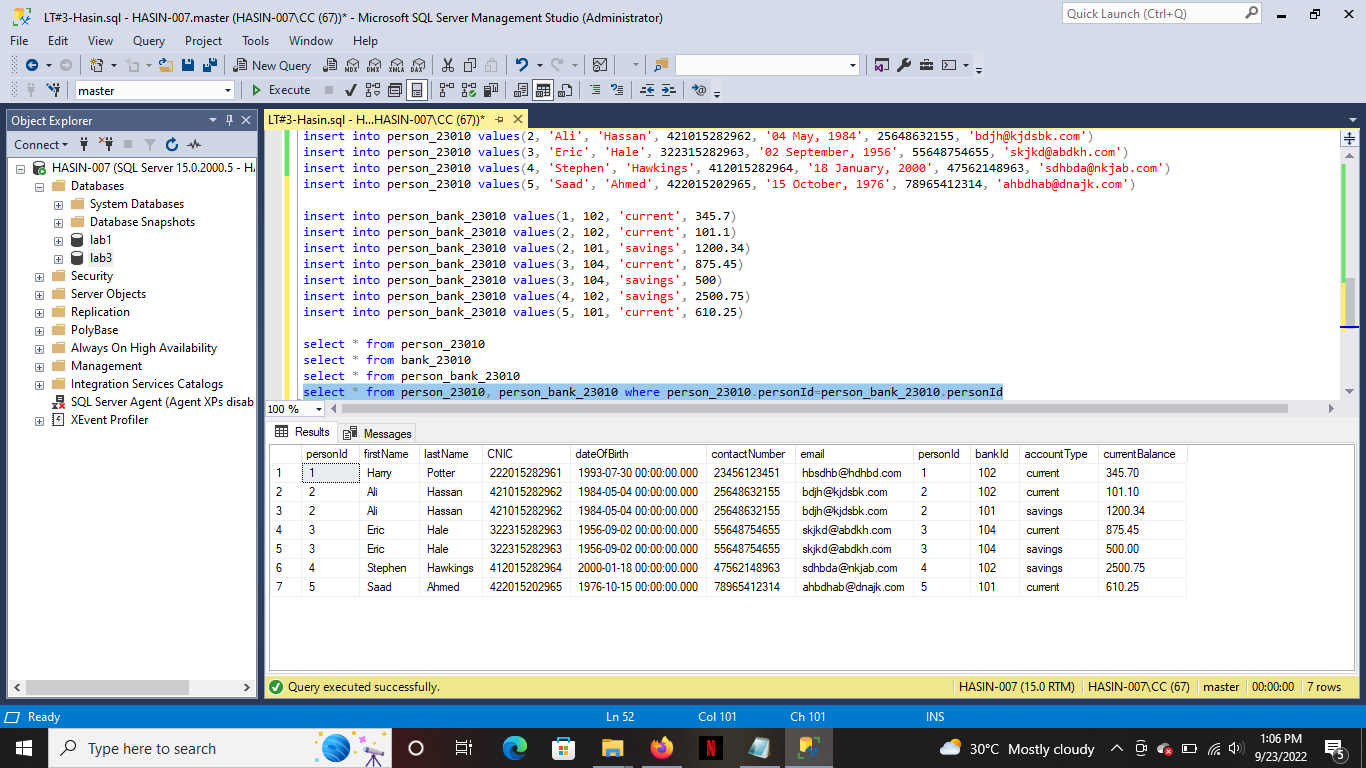 LT#3-Hasin.sql - HASIN-007.master (HASIN-007\CC (67))* - Microsoft SQL Server Management Studio (Administrator)
Quick Launch (Ctrl+Q)
File Edit View Query Project Tools Window Help
New Query MDX DMX XMLA DAX
master Execute
Object Explorer
LT#3-Hasin.sql - H...HASIN-007\CC (67))*
Connect
HASIN-007 (SQL Server 15.0.2000.5 - HA
Databases
System Databases
Database Snapshots
lab1
lab3
Security
Server Objects
Replication
PolyBase
Always On High Availability
Management
Integration Services Catalogs
SQL Server Agent (Agent XPs disab
XEvent Profiler
insert into person_23010 values(2, 'Ali', 'Hassan', 421015282962, '04 May, 1984', 25648632155, 'bdjh@kjdsbk.com')
insert into person_23010 values(3, 'Eric', 'Hale', 322315282963, '02 September, 1956', 55648754655, 'skjkd@abdkh.com')
insert into person_23010 values(4, 'Stephen', 'Hawkings', 412015282964, '18 January, 2000', 47562148963, 'sdhbda@nkjab.com')
insert into person_23010 values(5, 'Saad', 'Ahmed', 422015202965, '15 October, 1976', 78965412314, 'ahbdhab@dnajk.com')
insert into person_bank_23010 values(1, 102, 'current', 345.7)
insert into person_bank_23010 values(2, 102, 'current', 101.1)
insert into person_bank_23010 values(2, 101, 'savings', 1200.34)
insert into person_bank_23010 values(3, 104, 'current', 875.45)
insert into person_bank_23010 values(3, 104, 'savings', 500)
insert into person_bank_23010 values(4, 102, 'savings', 2500.75)
insert into person_bank_23010 values(5, 101, 'current', 610.25)
select * from person_23010
select * from bank_23010
select * from person_bank_23010
select * from person_23010, person_bank_23010 where person_23010.personId=person_bank_23010.personId
100 %
Results Messages
personId firstName lastName CNIC dateOfBirth contactNumber email personId bankId accountType currentBalance
1 1 Harry Potter 222015282961 1993-07-30 00:00:00.000 23456123451 hbsdhb@hdhbd.com 1 102 current 345.70
2 2 Ali Hassan 421015282962 1984-05-04 00:00:00.000 25648632155 bdjh@kjdsbk.com 2 102 current 101.10
3 2 Ali Hassan 421015282962 1984-05-04 00:00:00.000 25648632155 bdjh@kjdsbk.com 2 101 savings 1200.34
4 3 Eric Hale 322315282963 1956-09-02 00:00:00.000 55648754655 skjkd@abdkh.com 3 104 current 875.45
5 3 Eric Hale 322315282963 1956-09-02 00:00:00.000 55648754655 skjkd@abdkh.com 3 104 savings 500.00
6 4 Stephen Hawkings 412015282964 2000-01-18 00:00:00.000 47562148963 sdhbda@nkjab.com 4 102 savings 2500.75
7 5 Saad Ahmed 422015202965 1976-10-15 00:00:00.000 78965412314 ahbdhab@dnajk.com 5 101 current 610.25
Query executed successfully. HASIN-007 (15.0 RTM) HASIN-007\CC (67) master 00:00:00 7 rows
Ready Ln 52 Col 101 Ch 101 INS
Type here to search N 30°C Mostly cloudy 1:06 PM
9/23/2022 5